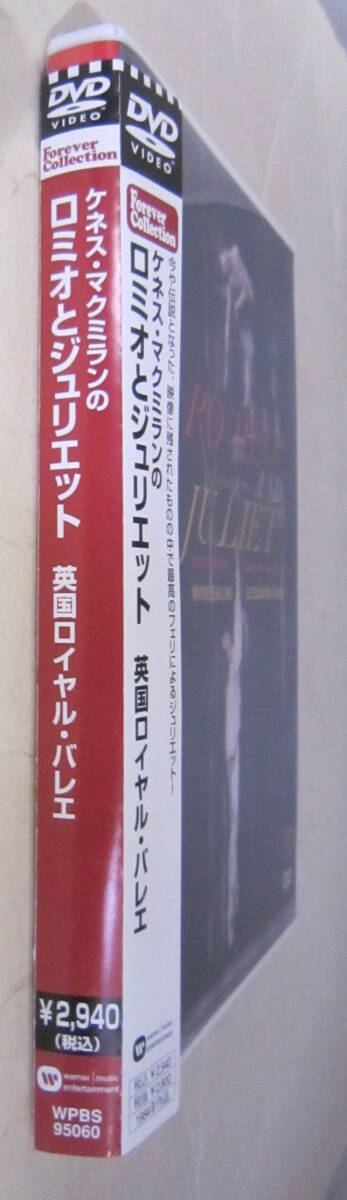 DVD
VIDEO
Forever
Collection
ケネス・マクミランの
ロミオとジュリエット 英国ロイヤル・バレエ
¥2,940
(税込)
warner music
entertainment
WPBS
95060
DVD
VIDEO
Forever
Collection
今や伝説となった、映像に残されたものの中で最高のフェリによるジュリエット!
ケネス・マクミランの
ロミオとジュリエット 英国ロイヤル・バレエ
warner music
entertainment
JULIET